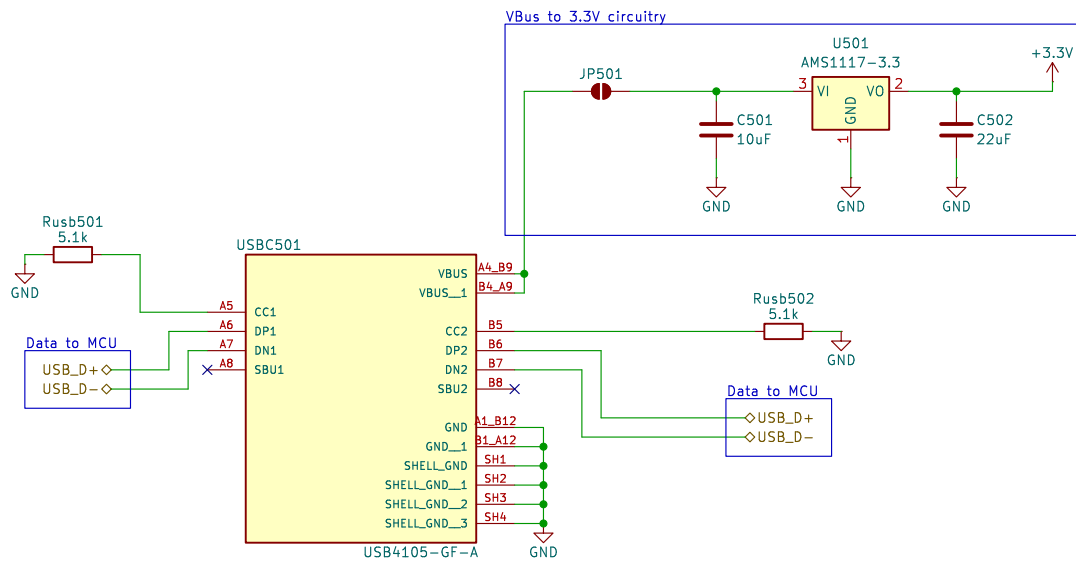 VBus to 3.3V circuitry
U501
AMS1117-3.3
+3.3V
JP501
3
VI
VO
2
GND
1
C501
10uF
C502
22uF
GND
GND
GND
Rusb501
5.1k
GND
USBC501
VBUS
A4_B9
VBUS__1
B4_A9
A5
CC1
A6
DP1
A7
DN1
A8
SBU1
CC2
B5
DP2
B6
DN2
B7
SBU2
B8
GND
A1_B12
GND__1
B1_A12
SHELL_GND
SH1
SHELL_GND__1
SH2
SHELL_GND__2
SH3
SHELL_GND__3
SH4
USB4105-GF-A
GND
Data to MCU
USB_D+
USB_D-
Rusb502
5.1k
GND
Data to MCU
USB_D+
USB_D-